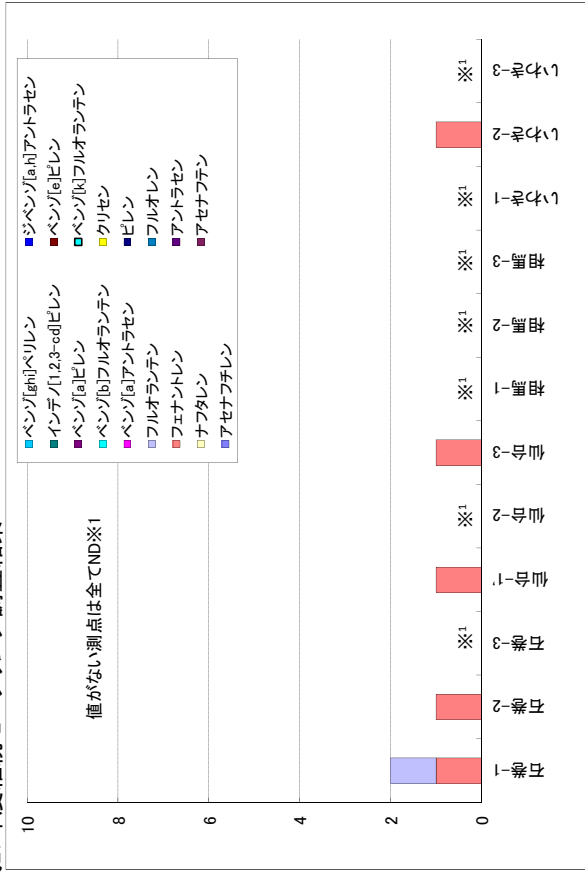 10
8
6
4
2
0
値がない測点は全てND※1
ベンゾ[ghi]ペリレン
インデノ[1,2,3-cd]ピレン
ベンゾ[a]ピレン
ベンゾ[b]フルオランテン
ベンゾ[a]アントラセン
フルオランテン
フェナントレン
ナフタレン
アセナフチレン
ジベンゾ[a,h]アントラセン
ベンゾ[e]ピレン
ベンゾ[k]フルオランテン
クリセン
ピレン
フルオレン
アントラセン
アセナフテン
※1
※1
※1
※1
※1
※1
※1
石巻-1
石巻-2
石巻-3
仙台-1'
仙台-2
仙台-3
相馬-1
相馬-2
相馬-3
いわき-1
いわき-2
いわき-3